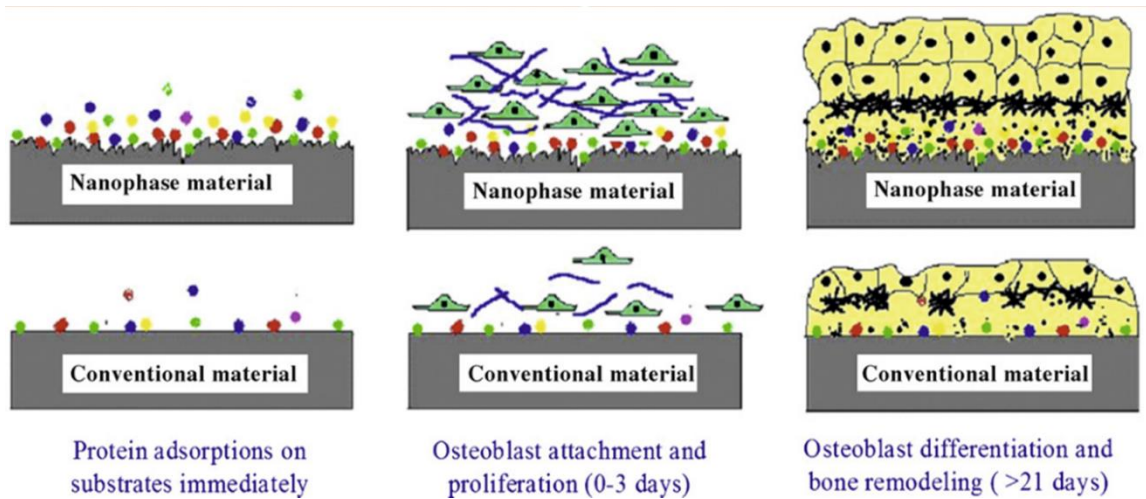 Nanophase material
Nanophase material
Nanophase material
Conventional material
Conventional material
Conventional material
Protein adsorptions on
substrates immediately
Osteoblast attachment and
proliferation (0-3 days)
Osteoblast differentiation and
bone remodeling ( >21 days)